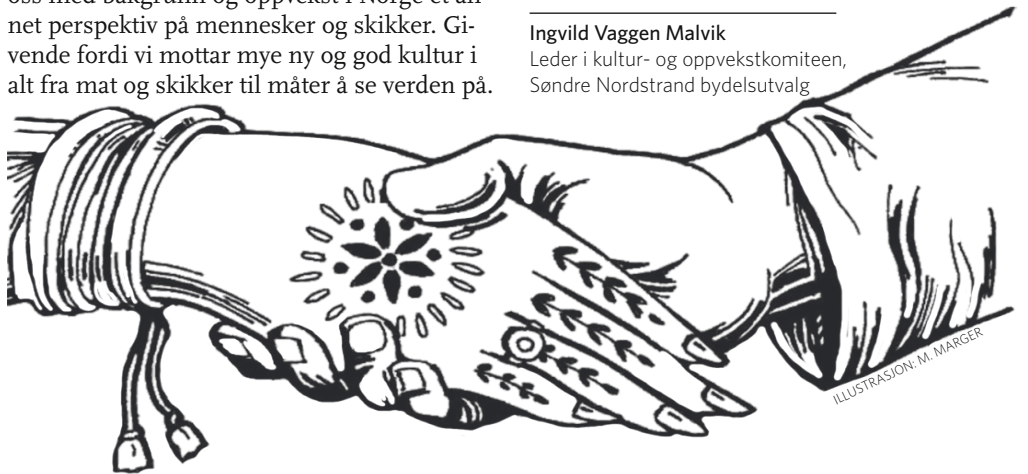 net perspektiv på mennesker og skikker. Gi-
vende fordi vi mottar mye ny og god kultur i
alt fra mat og skikker til måter å se verden på.
Ingvild Vaggen Malvik
Leder i kultur- og oppvekstkomiteen,
Søndre Nordstrand bydelsutvalg
ILLUSTRASJON: M. MARGER